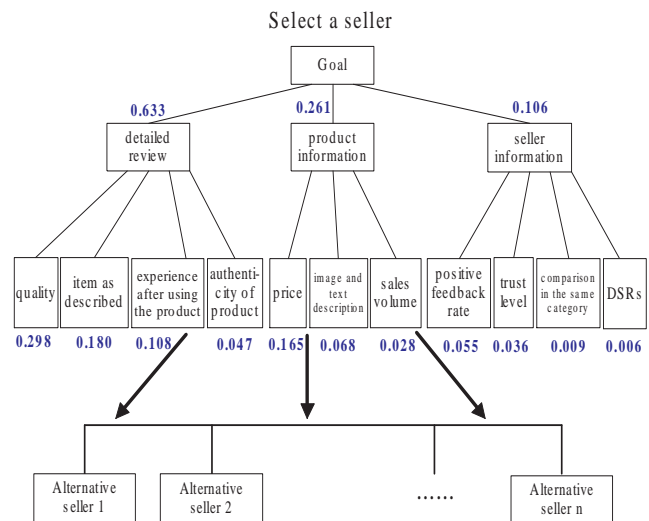 Select a seller
Goal
0.633
0.261
0.106
detailed
review
product
information
seller
information
quality
item as
described
experience
after using
the product
authenti-
city of
product
price
image and
text
description
sales
volume
positive
feedback
rate
trust
level
comparison
in the same
category
DSRs
0.298
0.180
0.108
0.047
0.165
0.068
0.028
0.055
0.036
0.009
0.006
Alternative
seller 1
Alternative
seller 2
......
Alternative
seller n